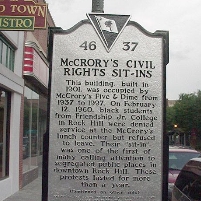 D TOWN
BISTRO
46 37
McCRORY'S CIVIL
RIGHTS SIT-INS
This building, built in
1901, was occupied by
McCrory's Five & Dime from
1937 to 1997. On February
12, 1960, black students
from Friendship Jr. College
in Rock Hill were denied
service at the McCrory's
lunch counter but refused
to leave. Their "sit-in"
was one of the first of
many calling attention to
segregated public places in
downtown Rock Hill. These
protests lasted for more
than a year.